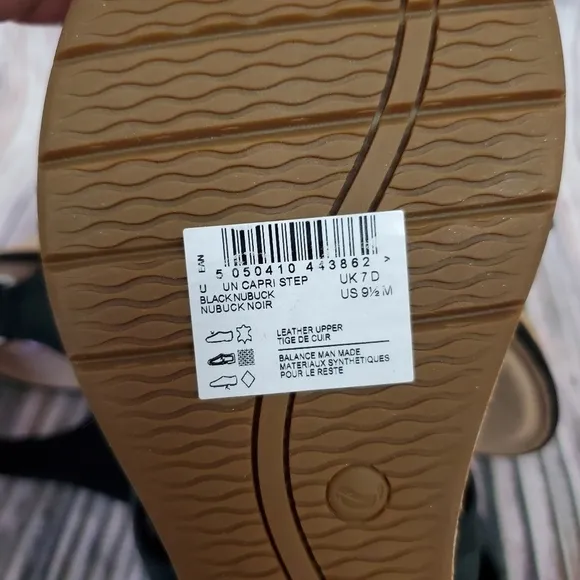 EAN
5 050410 443862 >
U UN CAPRI STEP UK 7 D
BLACK NUBUCK US 9½ M
NUBUCK NOIR
LEATHER UPPER
TIGE DE CUIR
BALANCE MAN MADE
MATERIAUX SYNTHETIQUES
POUR LE RESTE